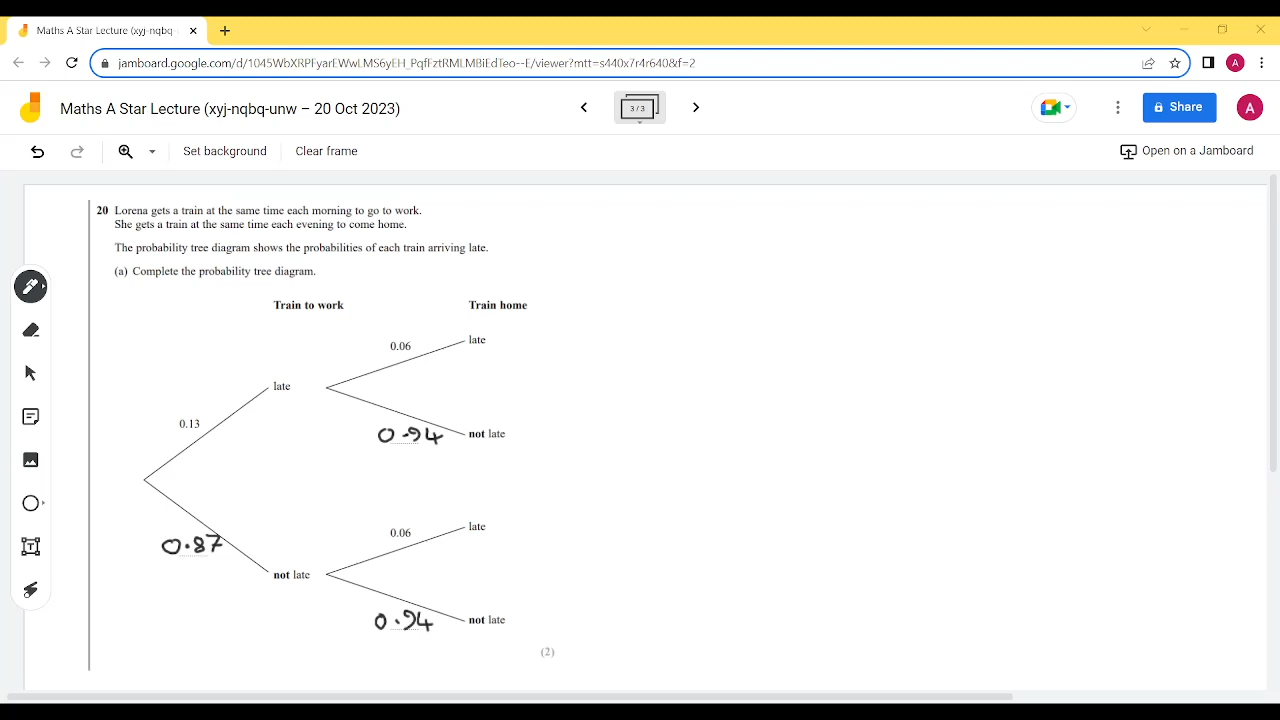 Maths A Star Lecture (xyj-nqbq
jamboard.google.com/d/1045WbXRPFyarEWwLMS6yEH_PqfFztRMLMBiEdTeo--E/viewer?mtt=s440x7r4r640&f=2
A
Maths A Star Lecture (xyj-nqbq-unw – 20 Oct 2023)
3 / 3
Share
A
Set background
Clear frame
Open on a Jamboard
20 Lorena gets a train at the same time each morning to go to work.
She gets a train at the same time each evening to come home.
The probability tree diagram shows the probabilities of each train arriving late.
(a) Complete the probability tree diagram.
Train to work
Train home
0.06
late
late
0.13
0.94
not late
0.06
late
0.87
not late
0.94
not late
(2)